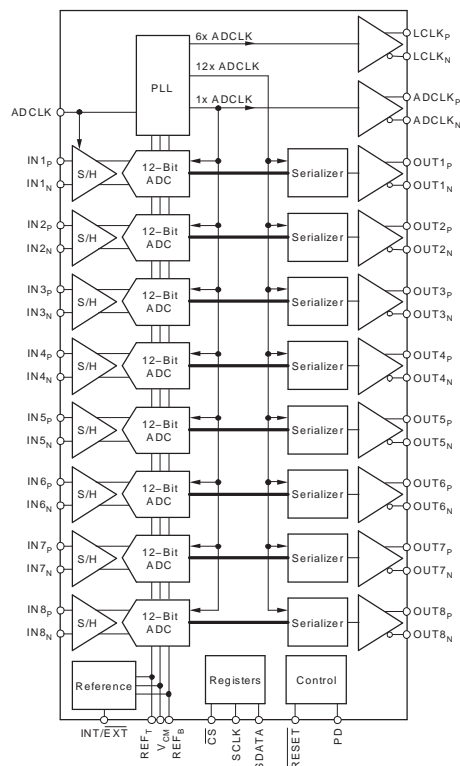 6x ADCLK
LCLKP
12x ADCLK
LCLKN
PLL
1x ADCLK
ADCLKP
ADCLK
ADCLKN
IN1P
S/H
12-Bit ADC
Serializer
OUT1P
IN1N
OUT1N
IN2P
S/H
12-Bit ADC
Serializer
OUT2P
IN2N
OUT2N
IN3P
S/H
12-Bit ADC
Serializer
OUT3P
IN3N
OUT3N
IN4P
S/H
12-Bit ADC
Serializer
OUT4P
IN4N
OUT4N
IN5P
S/H
12-Bit ADC
Serializer
OUT5P
IN5N
OUT5N
IN6P
S/H
12-Bit ADC
Serializer
OUT6P
IN6N
OUT6N
IN7P
S/H
12-Bit ADC
Serializer
OUT7P
IN7N
OUT7N
IN8P
S/H
12-Bit ADC
Serializer
OUT8P
IN8N
OUT8N
Reference
Registers
Control
INT/EXT
REFT
VCM
REFB
CS
SCLK
SDATA
RESET
PD